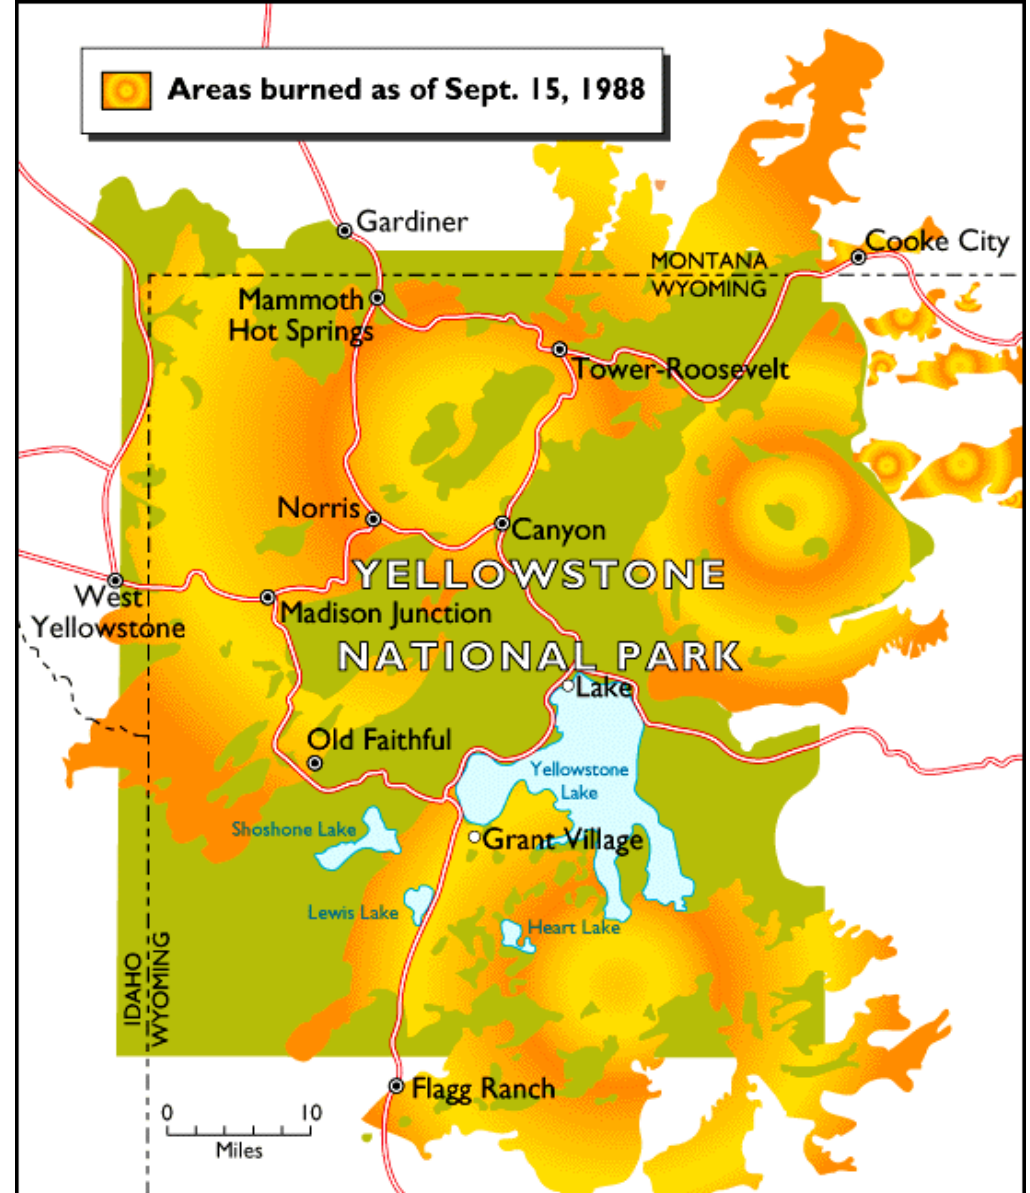 Areas burned as of Sept. 15, 1988
Gardiner
Cooke City
MONTANA
WYOMING
Mammoth
Hot Springs
Tower-Roosevelt
Norris
Canyon
YELLOWSTONE
West
Yellowstone
Madison Junction
NATIONAL PARK
Lake
Old Faithful
Yellowstone
Lake
Shoshone Lake
Grant Village
Lewis Lake
Heart Lake
IDAHO
WYOMING
Flagg Ranch
0 10
Miles